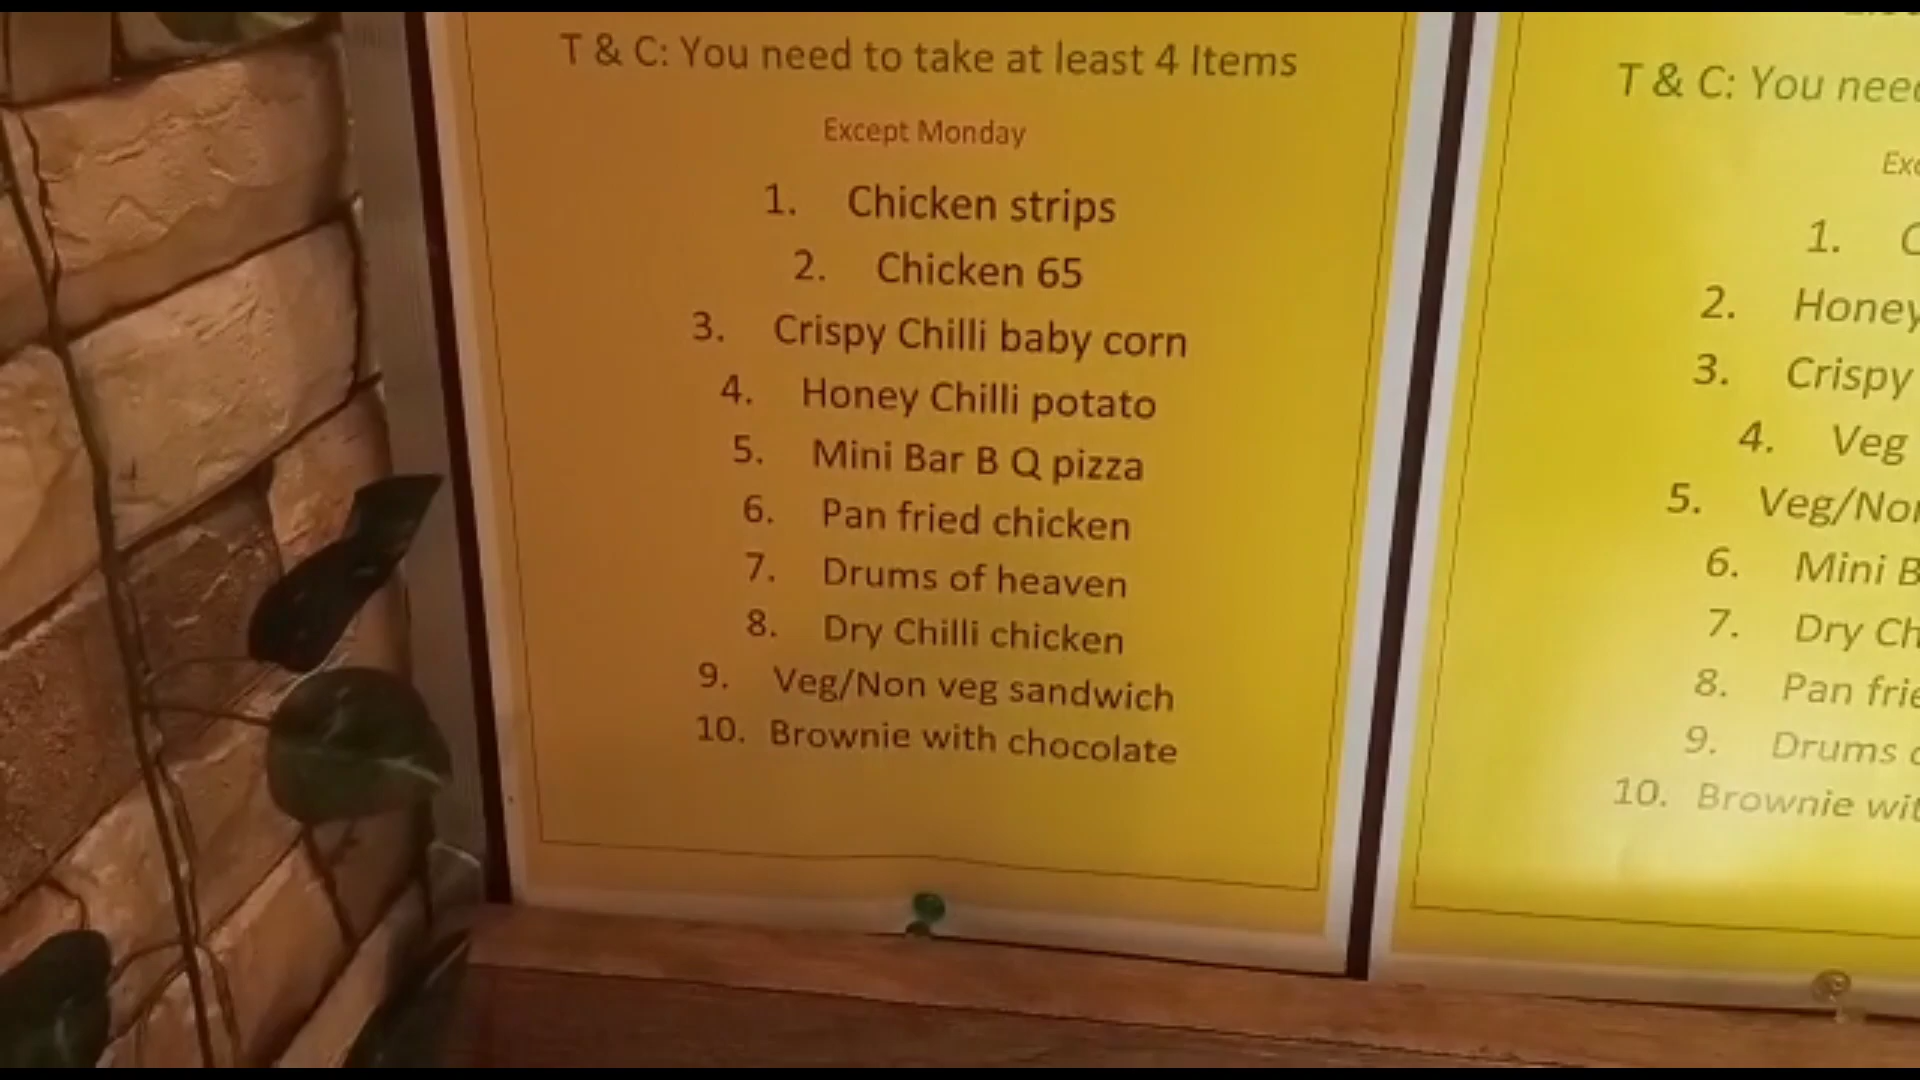 T & C: You need to take at least 4 Items
Except Monday
1. Chicken strips
2. Chicken 65
3. Crispy Chilli baby corn
4. Honey Chilli potato
5. Mini Bar B Q pizza
6. Pan fried chicken
7. Drums of heaven
8. Dry Chilli chicken
9. Veg/Non veg sandwich
10. Brownie with chocolate
T & C: You
1.
2. Honey
3. Crispy
4. Veg
5.
6. Mini
7. Dry
8. Pan
9. Drums
10. Brownie